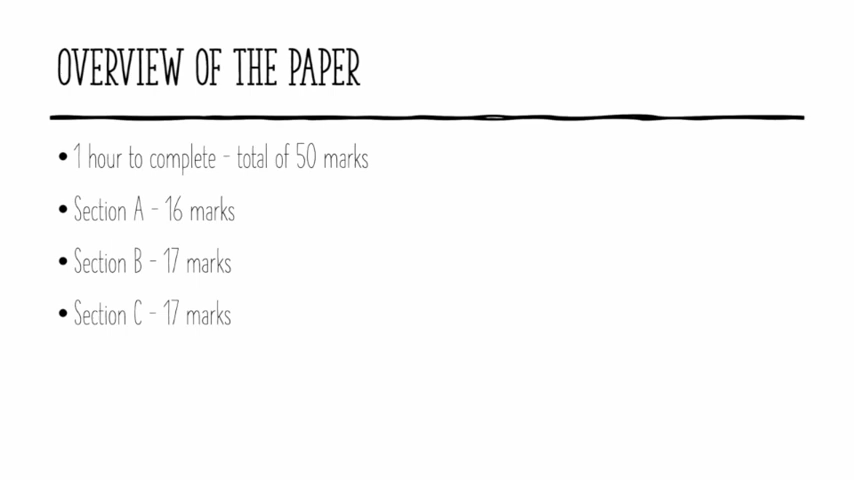 OVERVIEW OF THE PAPER
• 1 hour to complete - total of 50 marks
• Section A - 16 marks
• Section B - 17 marks
• Section C - 17 marks